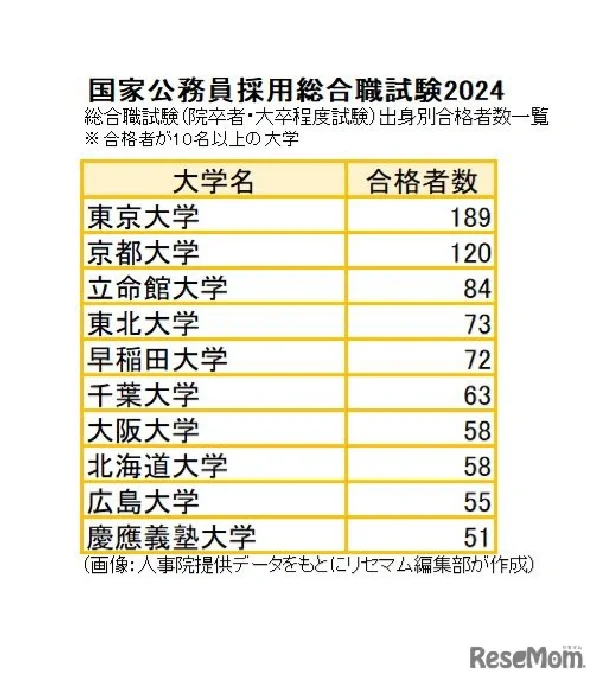 国家公務員採用総合職試験2024
総合職試験(院卒者・大卒程度試験)出身別合格者数一覧
※合格者が10名以上の大学
大学名 合格者数
東京大学 189
京都大学 120
立命館大学 84
東北大学 73
早稲田大学 72
千葉大学 63
大阪大学 58
北海道大学 58
広島大学 55
慶應義塾大学 51
(画像:人事院提供データをもとにリセマム編集部が作成)
リセマム
ReseMom.